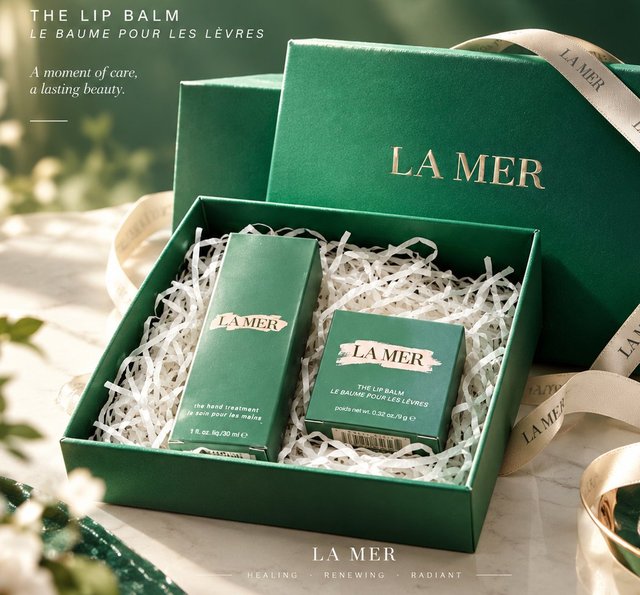 THE LIP BALM
LE BAUME POUR LES LÈVRES
A moment of care,
a lasting beauty.
LA MER
LA MER
LA MER
the hand treatment
le soin pour les mains
1 fl. oz. liq./30 ml e
LA MER
THE LIP BALM
LE BAUME POUR LES LÈVRES
poids net wt. 0.32 oz/9 g e
LA MER
LA MER
LA MER
HEALING · RENEWING · RADIANT